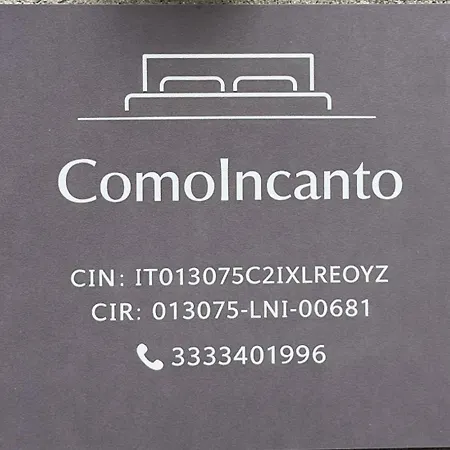 ComoIncanto
CIN: IT013075C2IXLREOYZ
CIR: 013075-LNI-00681
3333401996